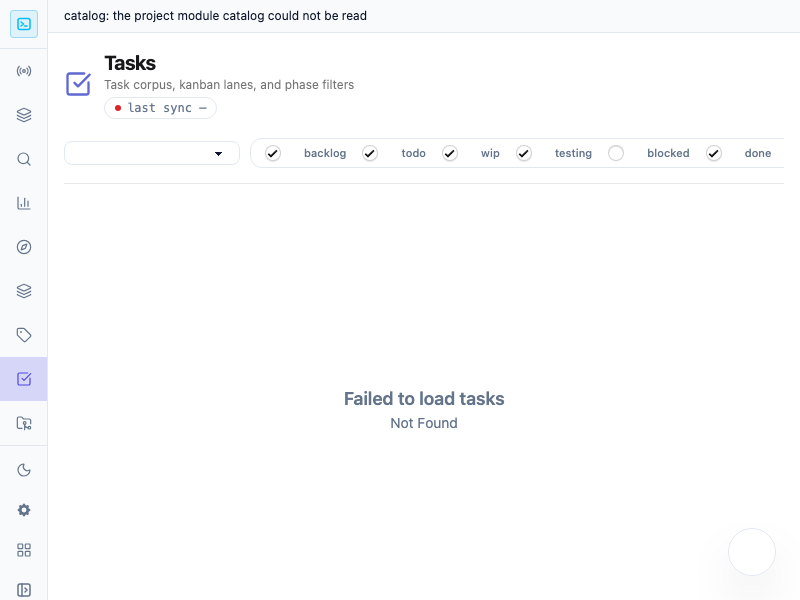 catalog: the project module catalog could not be read
Tasks
Task corpus, kanban lanes, and phase filters
last sync —
backlog todo wip testing blocked done
Failed to load tasks
Not Found